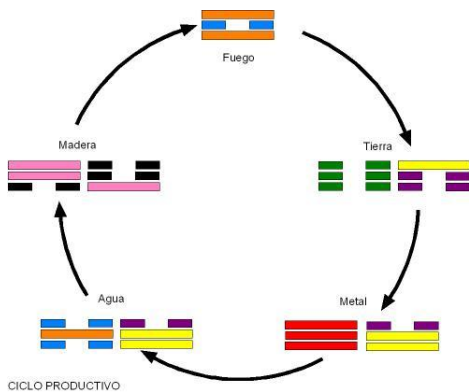 Fuego
Madera
Tierra
Agua
Metal
CICLO PRODUCTIVO